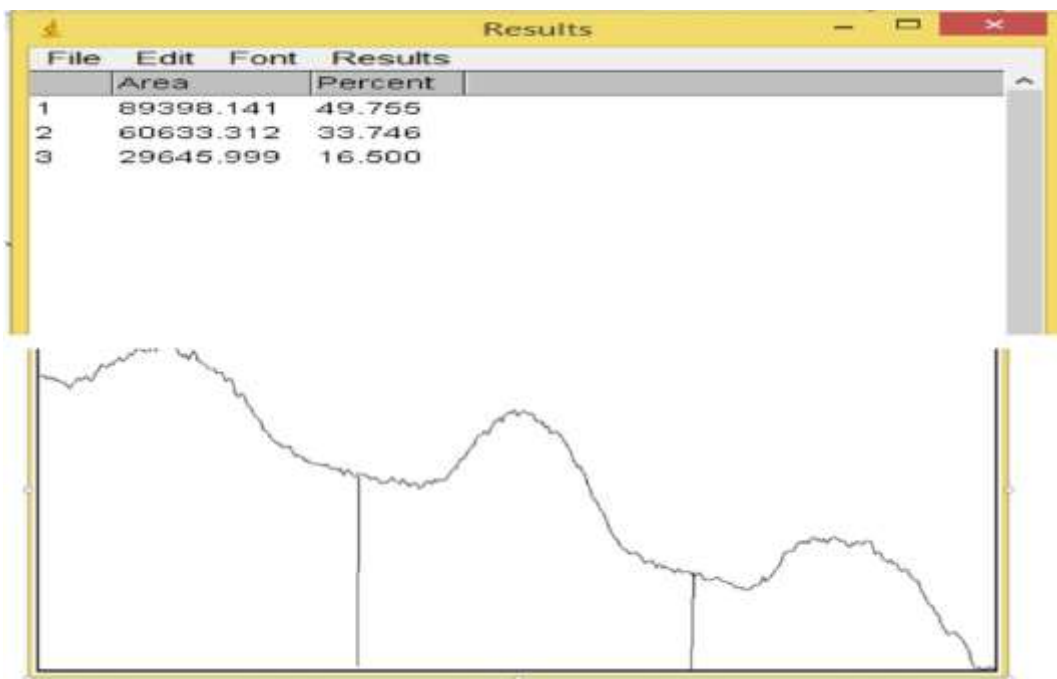 Results
File Edit Font Results
Area Percent
1 89398.141 49.755
2 60633.312 33.746
3 29645.999 16.500